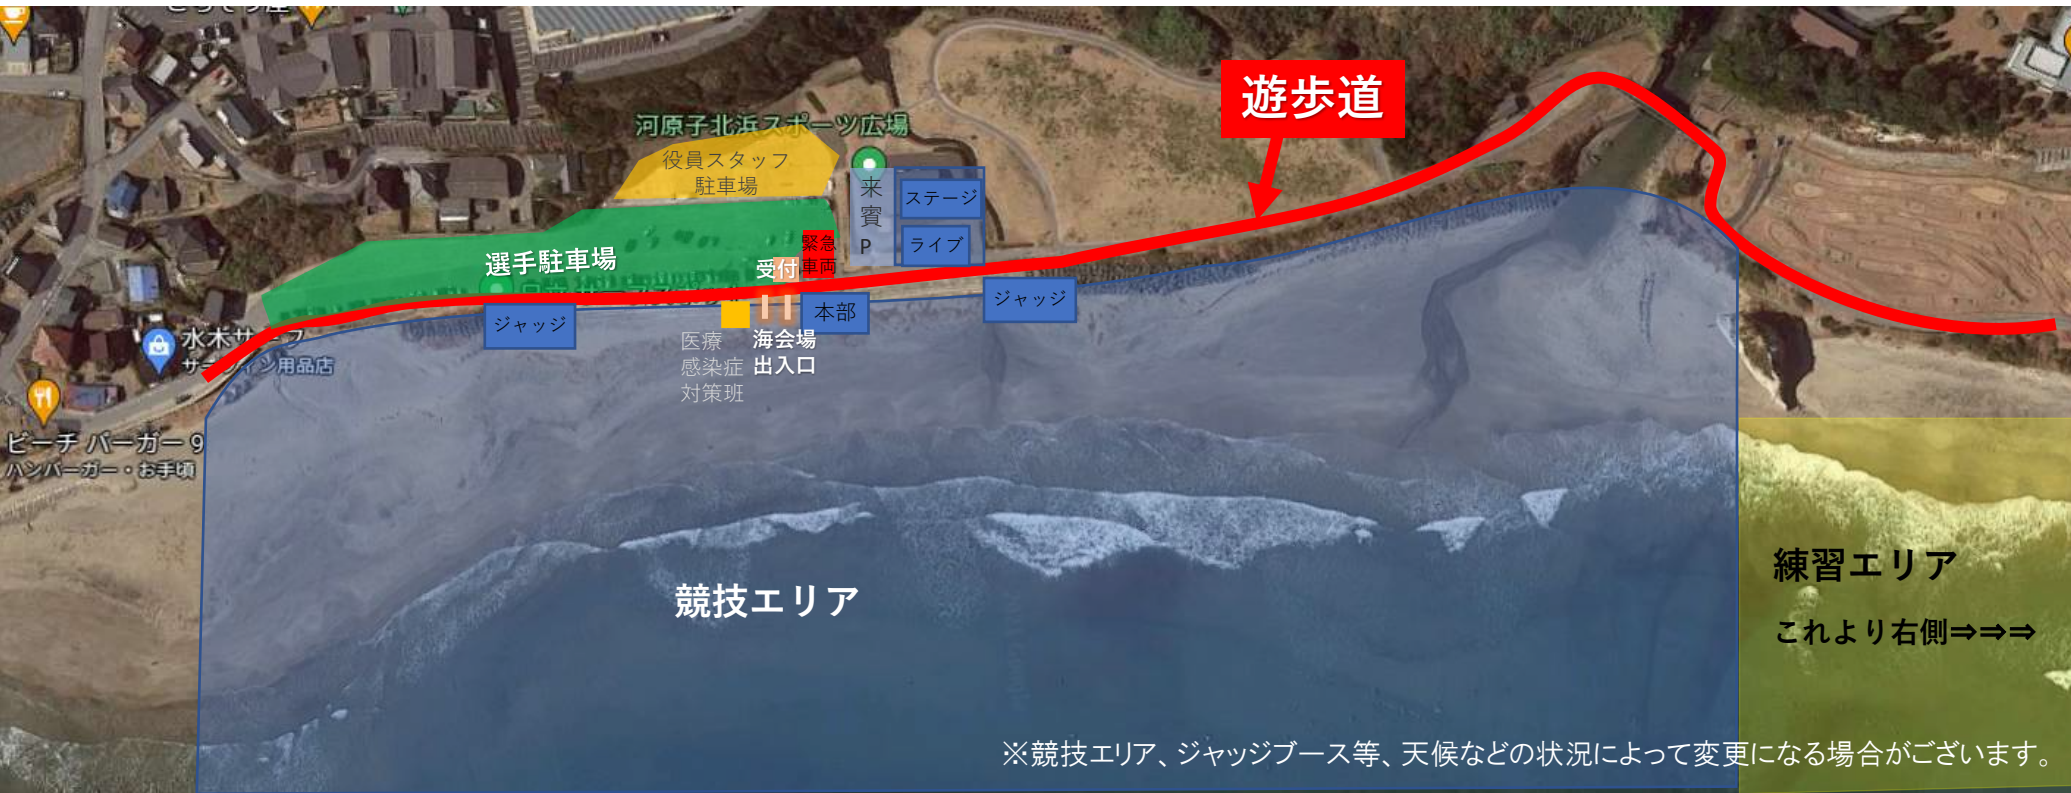 遊歩道
河原子北浜スポーツ広場
役員スタッフ
駐車場
来
賓
P
ステージ
ライブ
緊急
車両
選手駐車場
受付
ジャッジ
本部
ジャッジ
医療
感染症
対策班
海会場
出入口
水木サーフ
サーフィン用品店
ビーチ バーガー 9
ハンバーガー・お手頃
競技エリア
練習エリア
これより右側⇒⇒⇒
※競技エリア、ジャッジブース等、天候などの状況によって変更になる場合がございます。